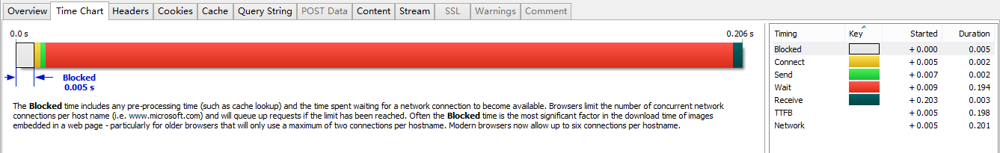 Overview Time Chart Headers Cookies Cache Query String POST Data Content Stream SSL Warnings Comment
0.0 s 0.206 s
Blocked
0.005 s
The Blocked time includes any pre-processing time (such as cache lookup) and the time spent waiting for a network connection to become available. Browsers limit the number of concurrent network
connections per host name (i.e. www.microsoft.com) and will queue up requests if the limit has been reached. Often the Blocked time is the most significant factor in the download time of images
embedded in a web page - particularly for older browsers that will only use a maximum of two connections per hostname. Modern browsers now allow up to six connections per hostname.
Timing Key Started Duration
Blocked + 0.000 0.005
Connect + 0.005 0.002
Send + 0.007 0.002
Wait + 0.009 0.194
Receive + 0.203 0.003
TTFB + 0.005 0.198
Network + 0.005 0.201